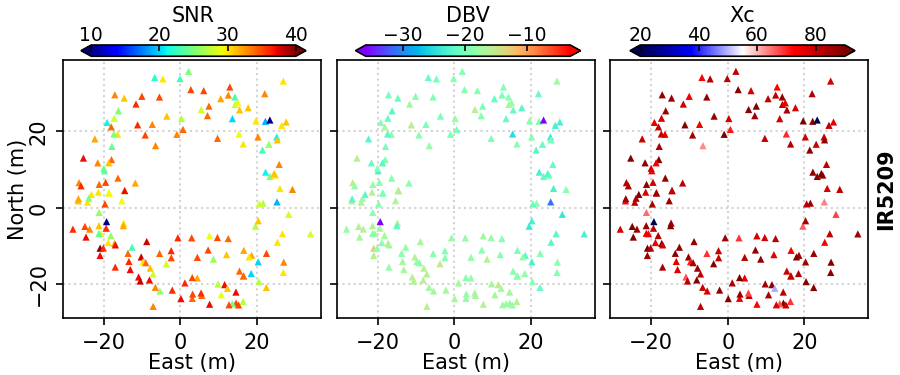 SNR DBV Xc
10 20 30 40 −30 −20 −10 20 40 60 80
North (m)
20
0
−20
IR5209
−20 0 20 −20 0 20 −20 0 20
East (m) East (m) East (m)